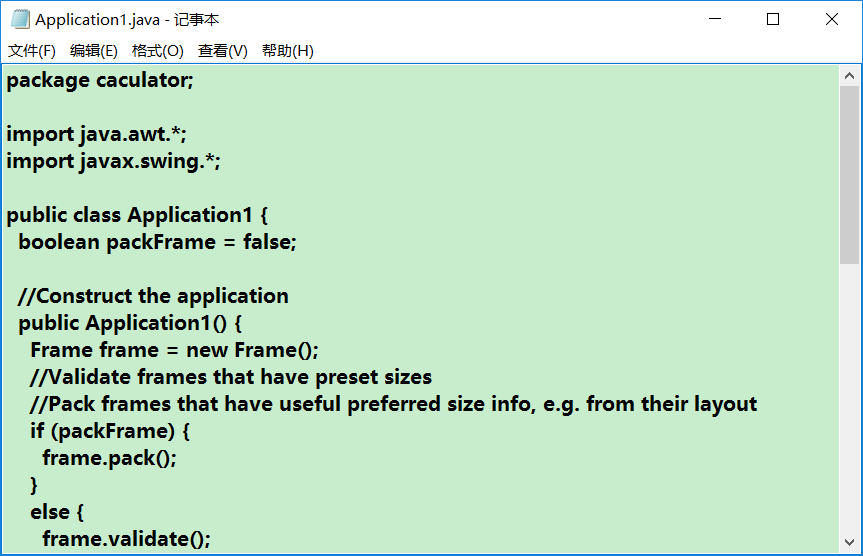 Application1.java - 记事本
文件(F) 编辑(E) 格式(O) 查看(V) 帮助(H)
package caculator;

import java.awt.*;
import javax.swing.*;

public class Application1 {
  boolean packFrame = false;

  //Construct the application
  public Application1() {
    Frame frame = new Frame();
    //Validate frames that have preset sizes
    //Pack frames that have useful preferred size info, e.g. from their layout
    if (packFrame) {
      frame.pack();
    }
    else {
      frame.validate();